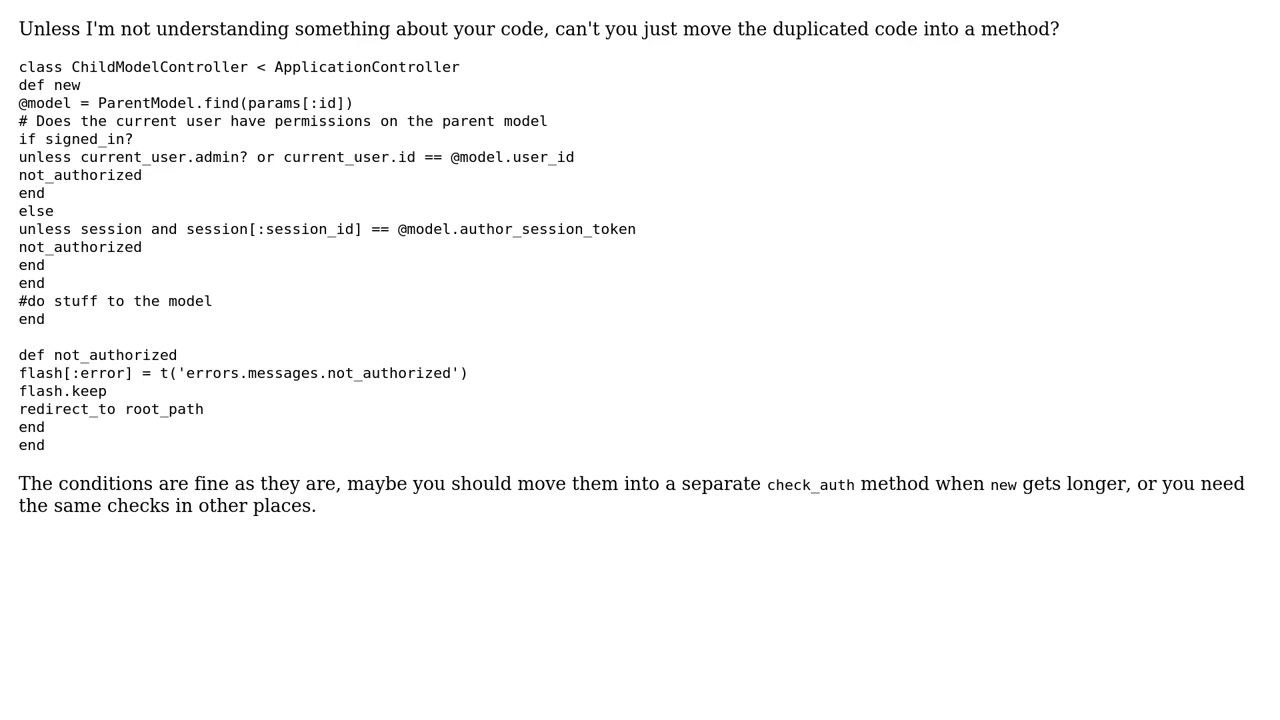 Unless I'm not understanding something about your code, can't you just move the duplicated code into a method?
class ChildModelController < ApplicationController
def new
@model = ParentModel.find(params[:id])
# Does the current user have permissions on the parent model
if signed_in?
unless current_user.admin? or current_user.id == @model.user_id
not_authorized
end
else
unless session and session[:session_id] == @model.author_session_token
not_authorized
end
end
#do stuff to the model
end
def not_authorized
flash[:error] = t('errors.messages.not_authorized')
flash.keep
redirect_to root_path
end
end
The conditions are fine as they are, maybe you should move them into a separate check_auth method when new gets longer, or you need
the same checks in other places.